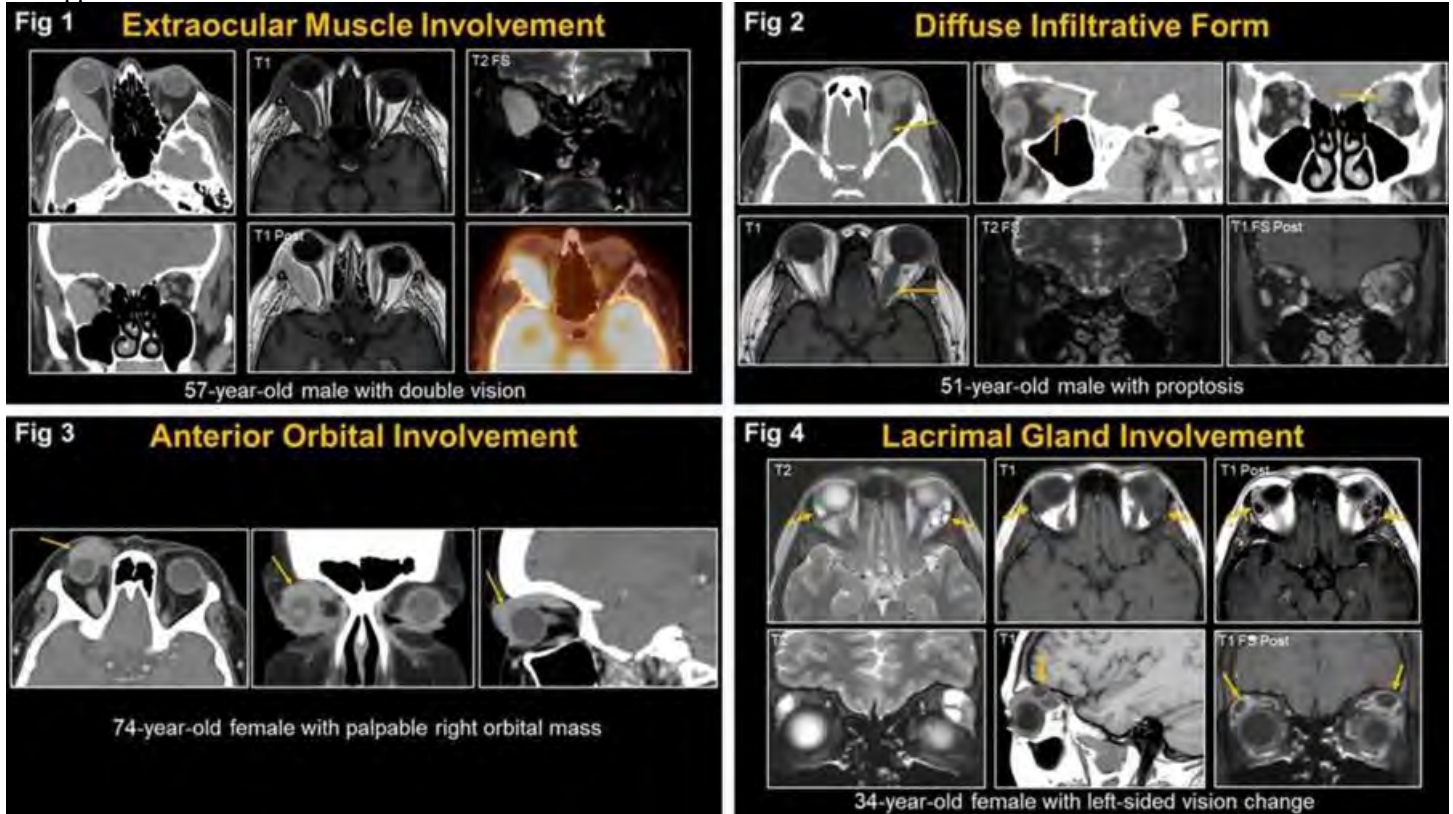 Fig 1
Extraocular Muscle Involvement
T1
T2 FS
T1 Post
57-year-old male with double vision
Fig 2
Diffuse Infiltrative Form
T1
T2 FS
T1 FS Post
51-year-old male with proptosis
Fig 3
Anterior Orbital Involvement
74-year-old female with palpable right orbital mass
Fig 4
Lacrimal Gland Involvement
T2
T1
T1 Post
T1
T1 FS Post
34-year-old female with left-sided vision change